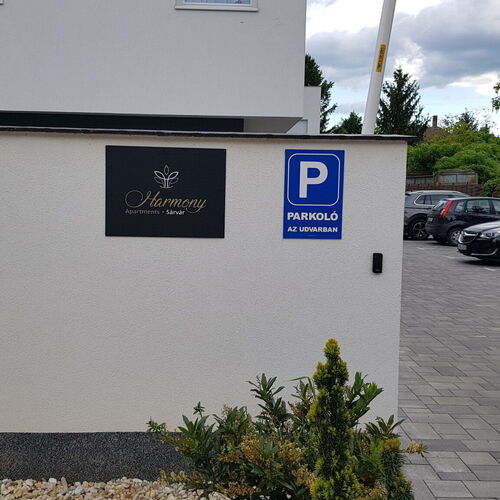 Harmony
Apartments • Sárvár
P
PARKOLÓ
AZ UDVARBAN